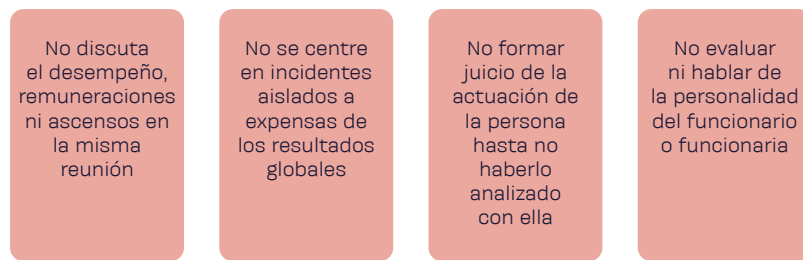 No discuta
el desempeño,
remuneraciones
ni ascensos en
la misma
reunión
No se centre
en incidentes
aislados a
expensas de
los resultados
globales
No formar
juicio de la
actuación de
la persona
hasta no
haberlo
analizado
con ella
No evaluar
ni hablar de
la personalidad
del funcionario
o funcionaria